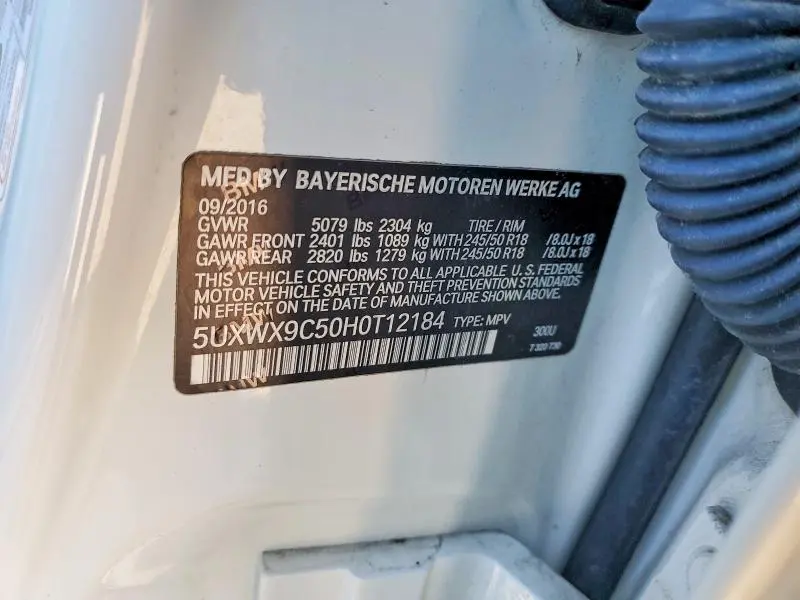 MFD BY BAYERISCHE MOTOREN WERKE AG
09/2016
GVWR 5079 lbs 2304 kg TIRE / RIM
GAWR FRONT 2401 lbs 1089 kg WITH 245/50 R18 /8.0J x 18
GAWR REAR 2820 lbs 1279 kg WITH 245/50 R18 /8.0J x 18
THIS VEHICLE CONFORMS TO ALL APPLICABLE U. S. FEDERAL
MOTOR VEHICLE SAFETY AND THEFT PREVENTION STANDARDS
IN EFFECT ON THE DATE OF MANUFACTURE SHOWN ABOVE.
5UXWX9C50H0T12184 TYPE: MPV 300U
7 320 730